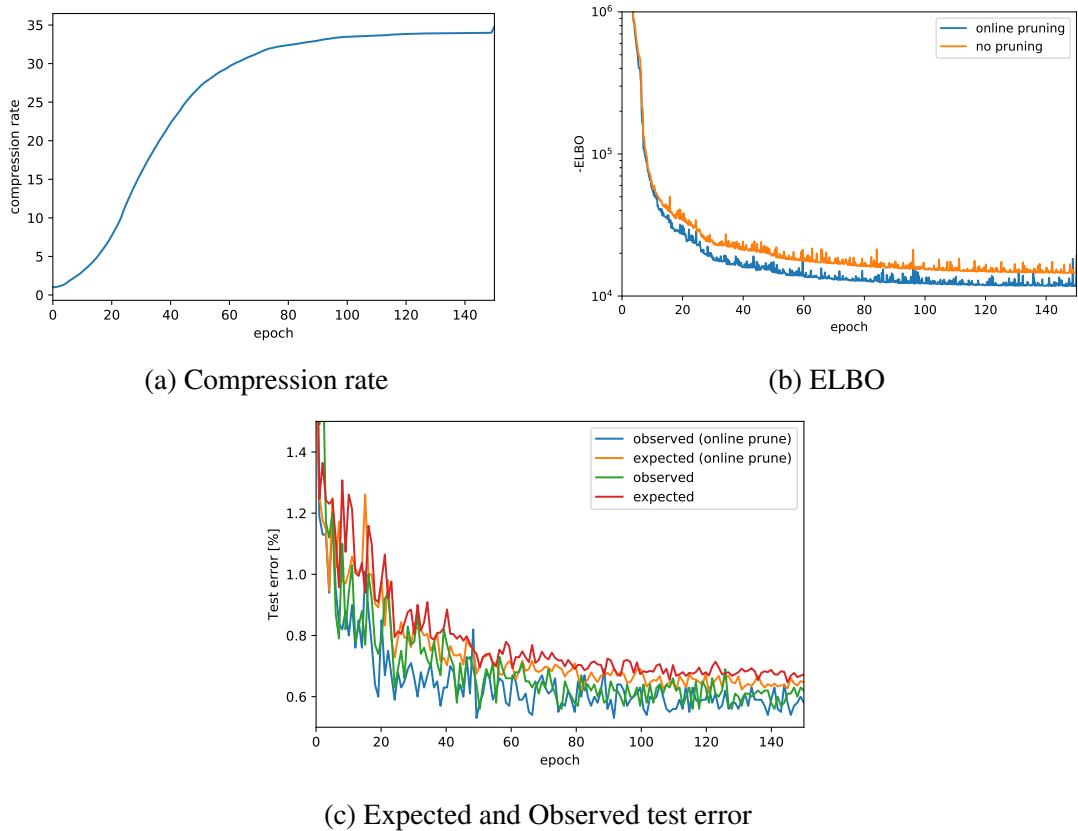 35
30
25
20
15
10
5
0
compression rate
0 20 40 60 80 100 120 140
epoch
(a) Compression rate
10^6
10^5
10^4
-ELBO
online pruning
no pruning
0 20 40 60 80 100 120 140
epoch
(b) ELBO
1.4
1.2
1.0
0.8
0.6
Test error [%]
observed (online prune)
expected (online prune)
observed
expected
0 20 40 60 80 100 120 140
epoch
(c) Expected and Observed test error